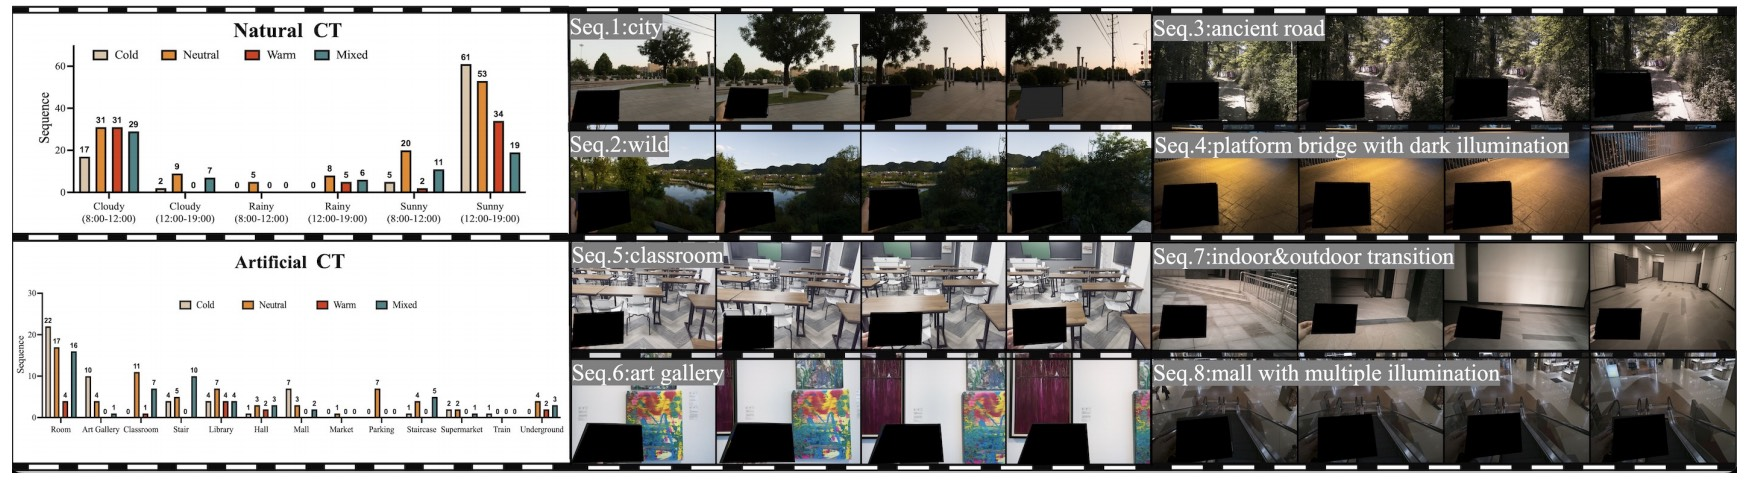 Natural CT
Cold Neutral Warm Mixed
Sequence
60
40
20
0
17 31 31 29
2 9 0 7
0 5 0 0
0 8 5 6
5 20 2 11
61 53 34 19
Cloudy Cloudy Rainy Rainy Sunny Sunny
(8:00-12:00) (12:00-19:00) (8:00-12:00) (12:00-19:00) (8:00-12:00) (12:00-19:00)
Artificial CT
Cold Neutral Warm Mixed
Sequence
30
20
10
0
22 17 4 16
10 4 0 1
0 11 1 7
4 5 0 10
4 7 4 4
1 3 2 3
7 3 0 2
0 1 0 0
0 7 0 0
1 4 0 5
2 2 0 1
1 0 0 0
0 4 2 3
Room Art Gallery Classroom Stair Library Hall Mall Market Parking Staircase Supermarket Train Underground
Seq.1:city
Seq.2:wild
Seq.3:ancient road
Seq.4:platform bridge with dark illumination
Seq.5:classroom
Seq.6:art gallery
Seq.7:indoor&outdoor transition
Seq.8:mall with multiple illumination